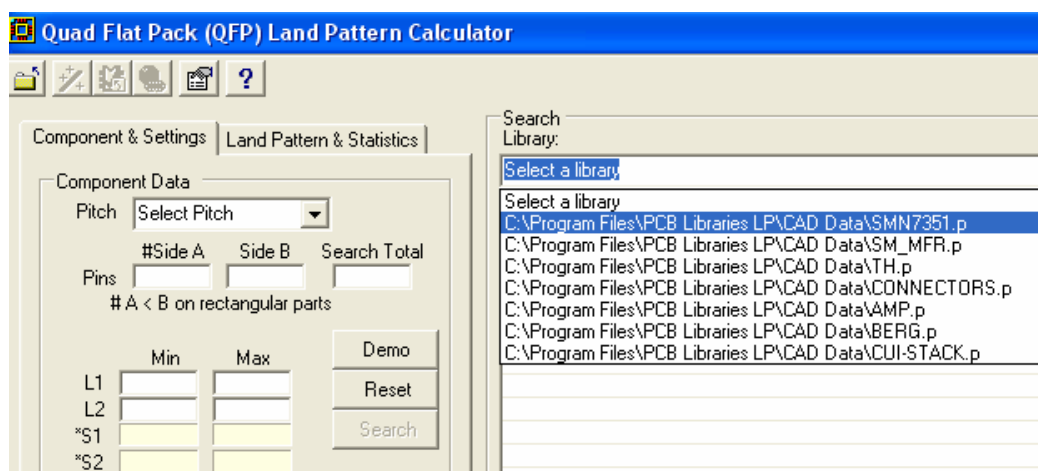 Quad Flat Pack (QFP) Land Pattern Calculator
?
Component & Settings
Land Pattern & Statistics
Component Data
Pitch Select Pitch
#Side A Side B Search Total
Pins
# A < B on rectangular parts
Min Max
L1
L2
*S1
*S2
Demo
Reset
Search
Search
Library:
Select a library
Select a library
C:\Program Files\PCB Libraries LP\CAD Data\SMN7351.p
C:\Program Files\PCB Libraries LP\CAD Data\SM_MFR.p
C:\Program Files\PCB Libraries LP\CAD Data\TH.p
C:\Program Files\PCB Libraries LP\CAD Data\CONNECTORS.p
C:\Program Files\PCB Libraries LP\CAD Data\AMP.p
C:\Program Files\PCB Libraries LP\CAD Data\BERG.p
C:\Program Files\PCB Libraries LP\CAD Data\CUI-STACK.p